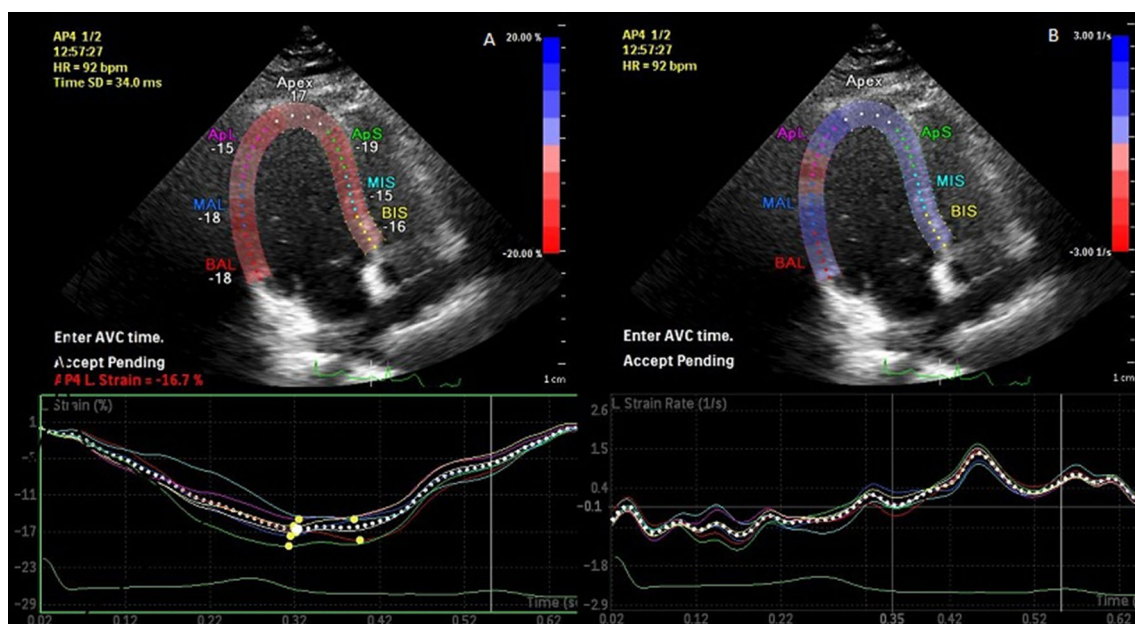 AP4 1/2
12:57:27
HR = 92 bpm
Time SD = 34.0 ms
A
20.00 %
Apex
17
ApL
-15
ApS
-19
MIS
-15
MAL
-18
BIS
-16
BAL
-18
-20.00 %
Enter AVC time.
Accept Pending
AP4 L. Strain = -16.7 %
1 cm
L Strain (%)
1
-5
-11
-17
-23
-29
Time (s
0.02
0.12
0.22
0.32
0.42
0.52
0.62
AP4 1/2
12:57:27
HR = 92 bpm
B
3.00 1/s
Apex
ApL
ApS
MIS
MAL
BIS
BAL
-3.00 1/s
Enter AVC time.
Accept Pending
1 cm
L Strain Rate (1/s)
2.6
1.5
0.4
-0.1
-1.8
-2.9
Time (s)
0.02
0.12
0.22
0.35
0.42
0.52
0.62